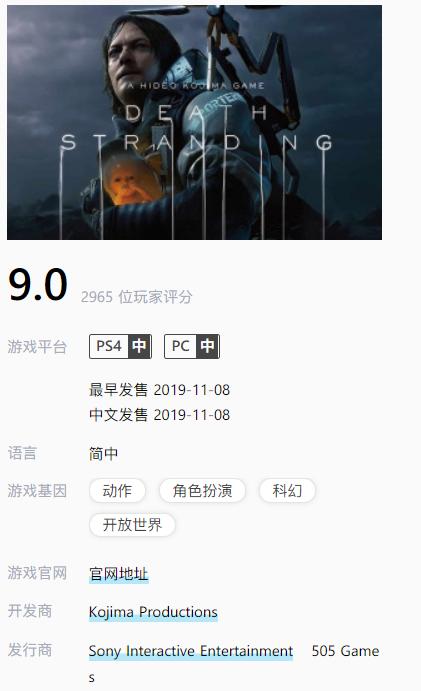 A HIDEO KOJIMA GAME
DEATH
STRANDING
9.0 2965 位玩家评分
游戏平台 PS4 中 PC 中
最早发售 2019-11-08
中文发售 2019-11-08
语言 简中
游戏基因 动作 角色扮演 科幻
开放世界
游戏官网 官网地址
开发商 Kojima Productions
发行商 Sony Interactive Entertainment 505 Game
s